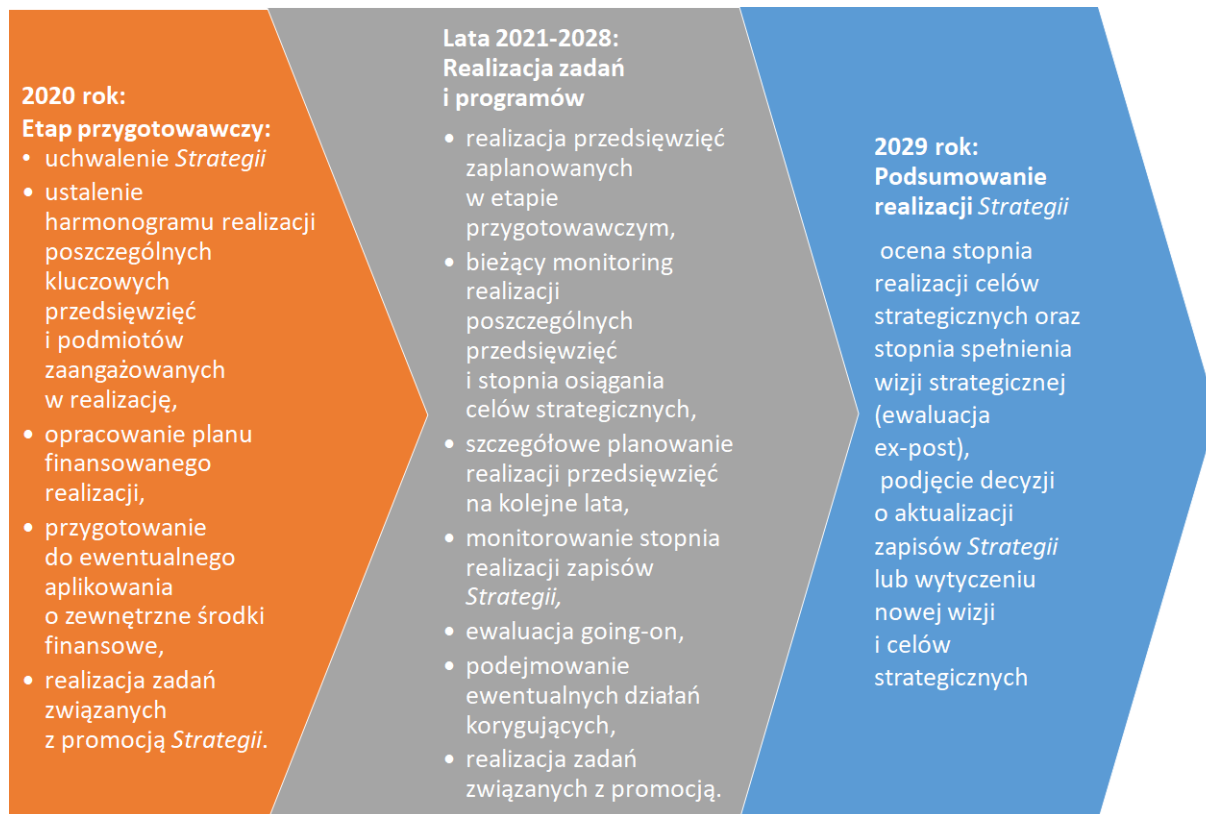 2020 rok:
Etap przygotowawczy:
• uchwalenie Strategii
• ustalenie
harmonogramu realizacji
poszczególnych
kluczowych
przedsięwzięć
i podmiotów
zaangażowanych
w realizację,
• opracowanie planu
finansowanego
realizacji,
• przygotowanie
do ewentualnego
aplikowania
o zewnętrzne środki
finansowe,
• realizacja zadań
związanych
z promocją Strategii.
Lata 2021-2028:
Realizacja zadań
i programów
• realizacja przedsięwzięć
zaplanowanych
w etapie
przygotowawczym,
• bieżący monitoring
realizacji
poszczególnych
przedsięwzięć
i stopnia osiągania
celów strategicznych,
• szczegółowe planowanie
realizacji przedsięwzięć
na kolejne lata,
• monitorowanie stopnia
realizacji zapisów
Strategii,
• ewaluacja going-on,
• podejmowanie
ewentualnych działań
korygujących,
• realizacja zadań
związanych z promocją.
2029 rok:
Podsumowanie
realizacji Strategii
ocena stopnia
realizacji celów
strategicznych oraz
stopnia spełnienia
wizji strategicznej
(ewaluacja
ex-post),
podjęcie decyzji
o aktualizacji
zapisów Strategii
lub wytyczeniu
nowej wizji
i celów
strategicznych